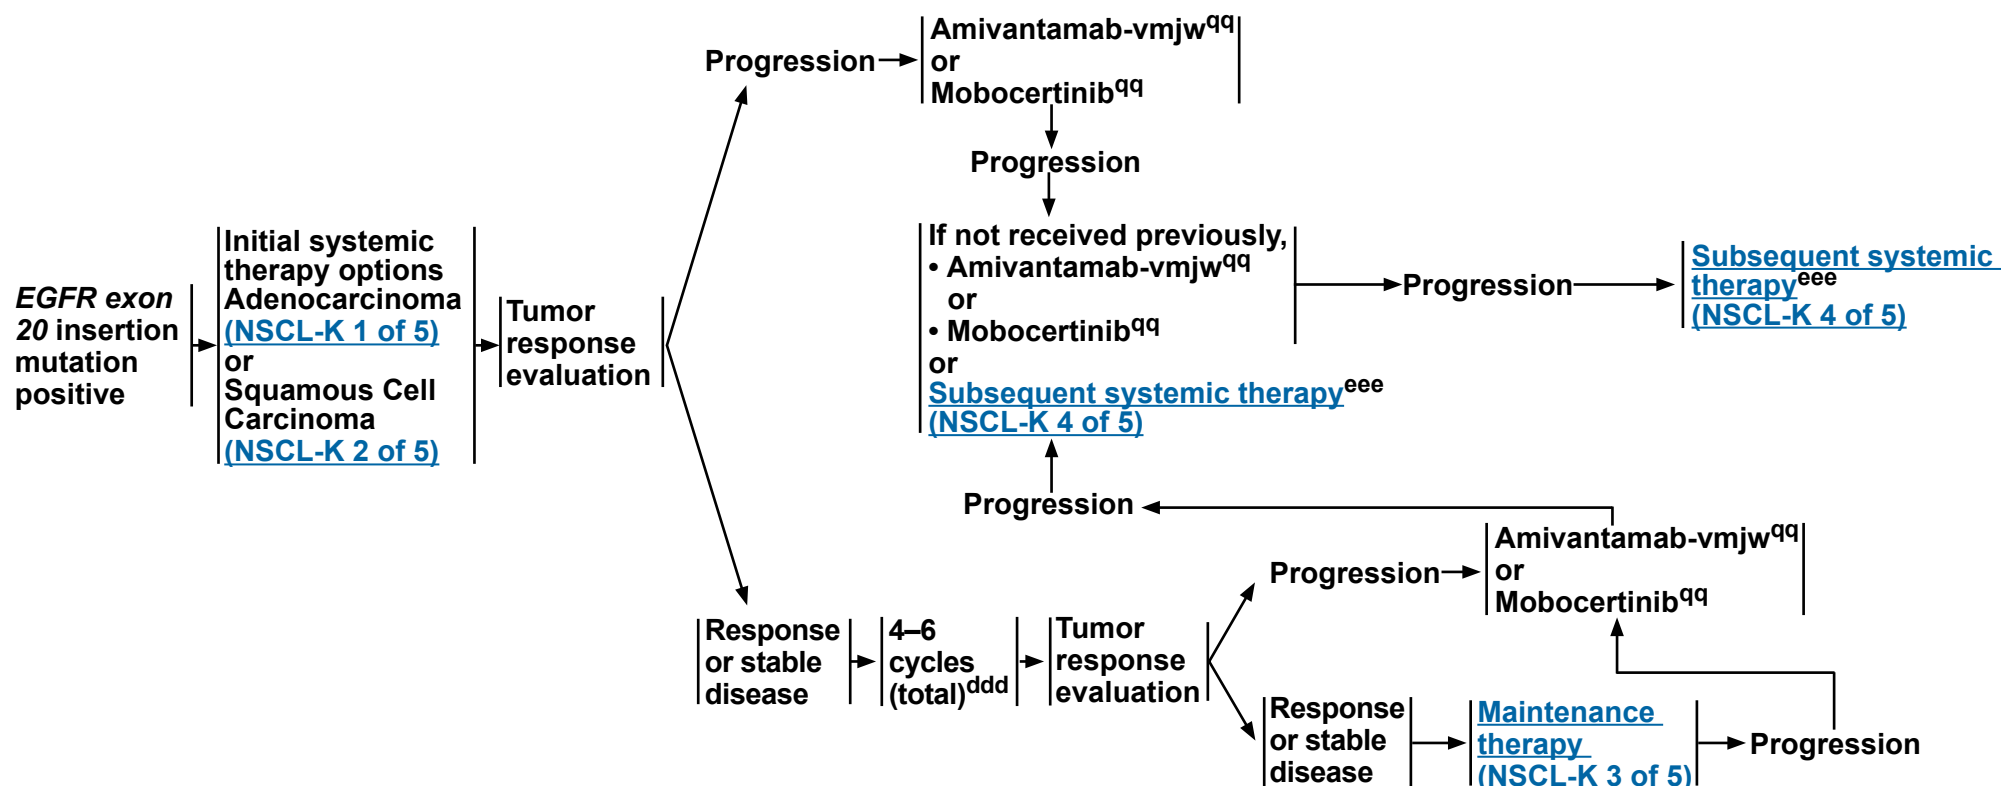 EGFR exon
20 insertion
mutation
positive
Initial systemic
therapy options
Adenocarcinoma
(NSCL-K 1 of 5)
or
Squamous Cell
Carcinoma
(NSCL-K 2 of 5)
Tumor
response
evaluation
Progression
Amivantamab-vmjwqq
or
Mobocertinibqq
Progression
If not received previously,
• Amivantamab-vmjwqq
or
• Mobocertinibqq
or
Subsequent systemic therapyeee
(NSCL-K 4 of 5)
Progression
Subsequent systemic
therapyeee
(NSCL-K 4 of 5)
Progression
Response
or stable
disease
4–6
cycles
(total)ddd
Tumor
response
evaluation
Progression
Amivantamab-vmjwqq
or
Mobocertinibqq
Response
or stable
disease
Maintenance
therapy
(NSCL-K 3 of 5)
Progression